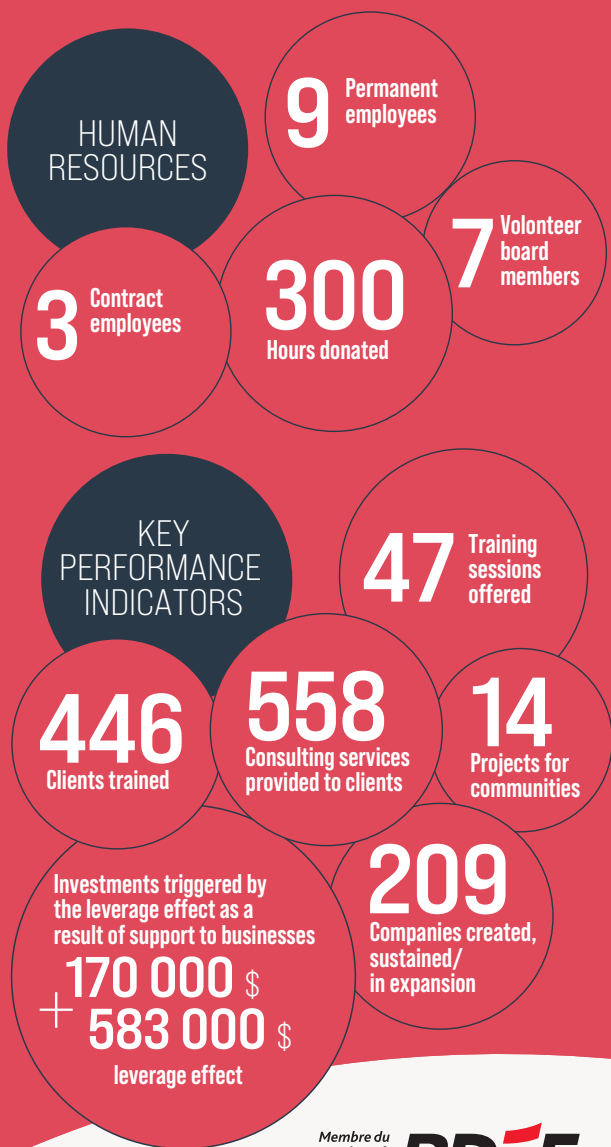 HUMAN
RESOURCES
9
Permanent
employees
7
Volonteer
board
members
3
Contract
employees
300
Hours donated
KEY
PERFORMANCE
INDICATORS
47
Training
sessions
offered
446
Clients trained
558
Consulting services
provided to clients
14
Projects for
communities
Investments triggered by
the leverage effect as a
result of support to businesses
170 000 $
+
583 000 $
leverage effect
209
Companies created,
sustained/
in expansion
Membre du